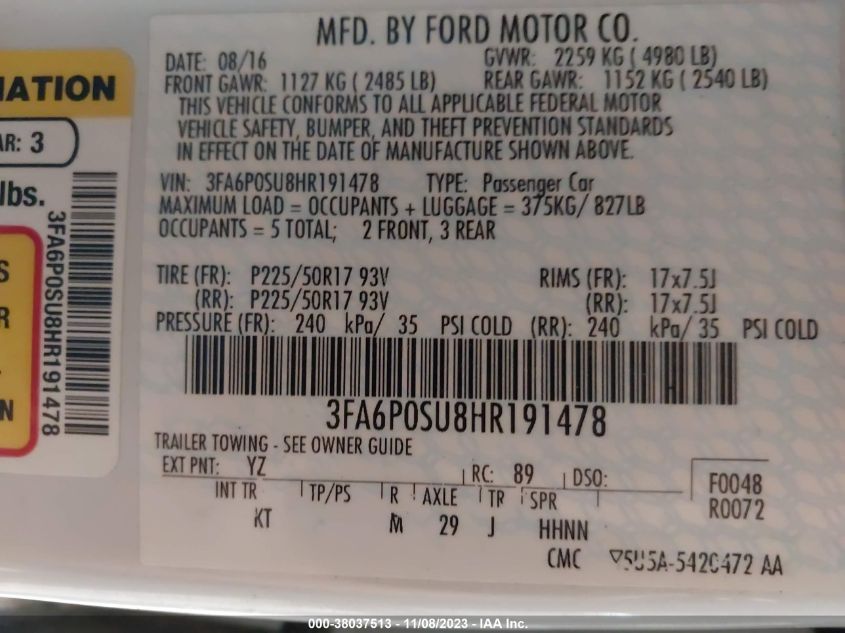 MFD. BY FORD MOTOR CO.
DATE: 08/16 GVWR: 2259 KG ( 4980 LB)
FRONT GAWR: 1127 KG ( 2485 LB) REAR GAWR: 1152 KG ( 2540 LB)
THIS VEHICLE CONFORMS TO ALL APPLICABLE FEDERAL MOTOR
VEHICLE SAFETY, BUMPER, AND THEFT PREVENTION STANDARDS
IN EFFECT ON THE DATE OF MANUFACTURE SHOWN ABOVE.
VIN: 3FA6P0SU8HR191478 TYPE: Passenger Car
MAXIMUM LOAD = OCCUPANTS + LUGGAGE = 375KG/ 827LB
OCCUPANTS = 5 TOTAL; 2 FRONT, 3 REAR
TIRE (FR): P225/50R17 93V RIMS (FR): 17x7.5J
(RR): P225/50R17 93V (RR): 17x7.5J
PRESSURE (FR): 240 kPa/ 35 PSI COLD (RR): 240 kPa/ 35 PSI COLD
3FA6P0SU8HR191478
TRAILER TOWING - SEE OWNER GUIDE
EXT PNT: YZ RC: 89 DSO: F0048
INT TR TP/PS R AXLE TR SPR R0072
KT M 29 J HHNN
CMC 5U5A-542C472 AA
MATION
AR: 3
lbs.
3FA6P0SU8HR191478
S
R
N
000-38037513 - 11/08/2023 - IAA Inc.